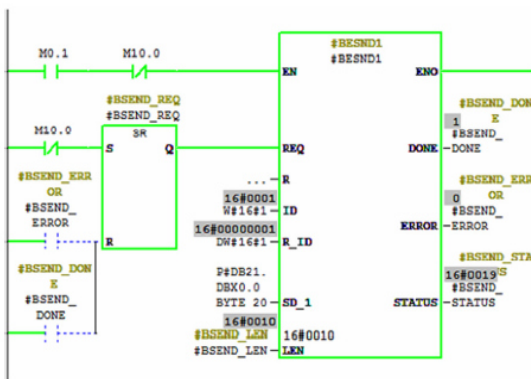 #BESND1
M0.1 M10.0 #BESND1
EN ENO
#BSEND_REQ
#BSEND_REQ
#BSEND_DON
E
M10.0 SR 1
#BSEND_
S Q REQ DONE DONE
#BSEND_ERR
OR
... R
#BSEND_ERR
OR
#BSEND_
ERROR
16#0001
W#16#1 ID
0
#BSEND_
ERROR ERROR
16#00000001
R DW#16#1 R_ID
#BSEND_DON
E
#BSEND_
DONE
P#DB21.
DBX0.0
BYTE 20 SD_1
#BSEND_STA
US
16#0019
#BSEND_
STATUS STATUS
16#0010
#BSEND_LEN 16#0010
#BSEND_LEN LEN